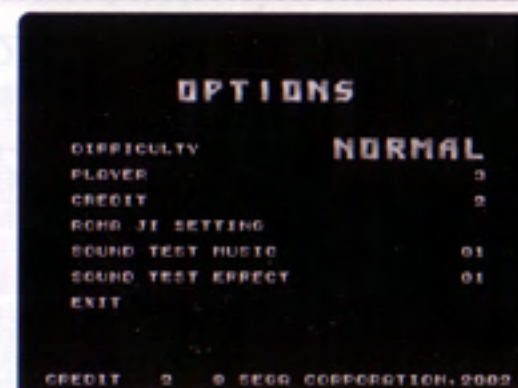 OPTIONS
DIFFICULTY NORMAL
PLAYER 3
CREDIT 2
ROMA JI SETTING
SOUND TEST MUSIC 01
SOUND TEST EFFECT 01
EXIT
CREDIT 2 © SEGA CORPORATION, 2002